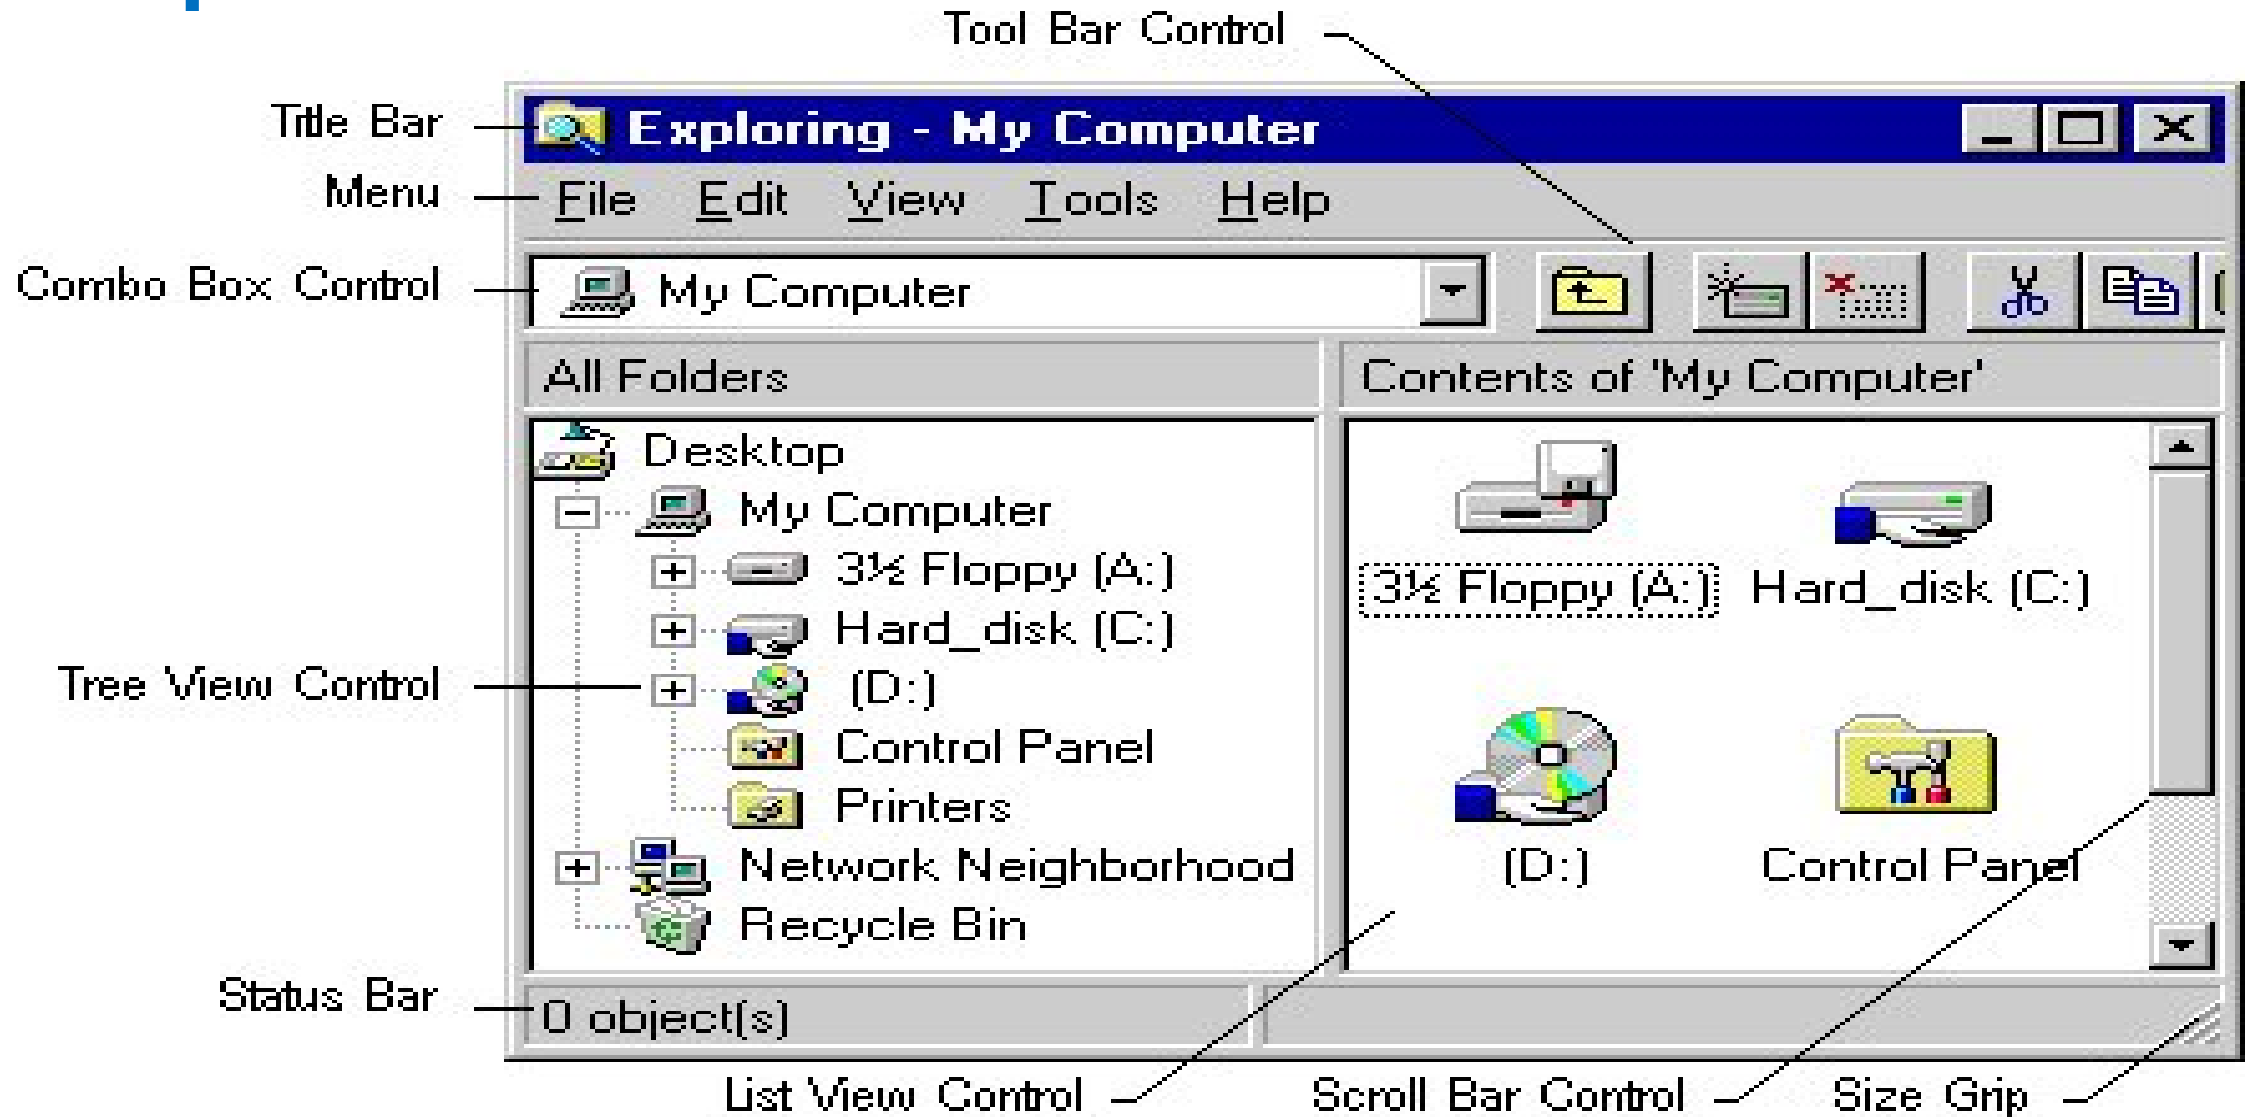 Tool Bar Control
Title Bar
Exploring - My Computer
Menu
File Edit View Tools Help
Combo Box Control
My Computer
All Folders
Contents of 'My Computer'
Desktop
My Computer
3½ Floppy (A:)
Hard_disk (C:)
Tree View Control
(D:)
Control Panel
Printers
Network Neighborhood
Recycle Bin
3½ Floppy (A:)
Hard_disk (C:)
(D:)
Control Panel
Status Bar
0 object(s)
List View Control
Scroll Bar Control
Size Grip